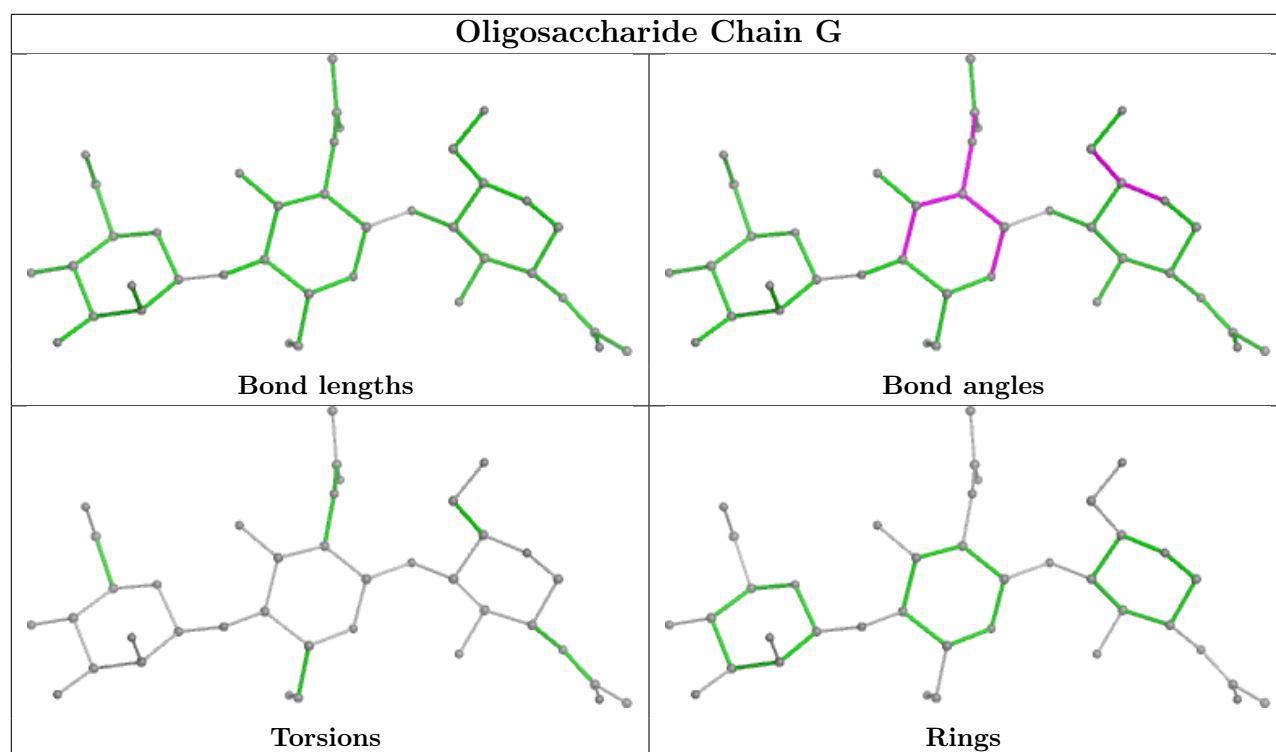 Oligosaccharide Chain G
Bond lengths
Bond angles
Torsions
Rings